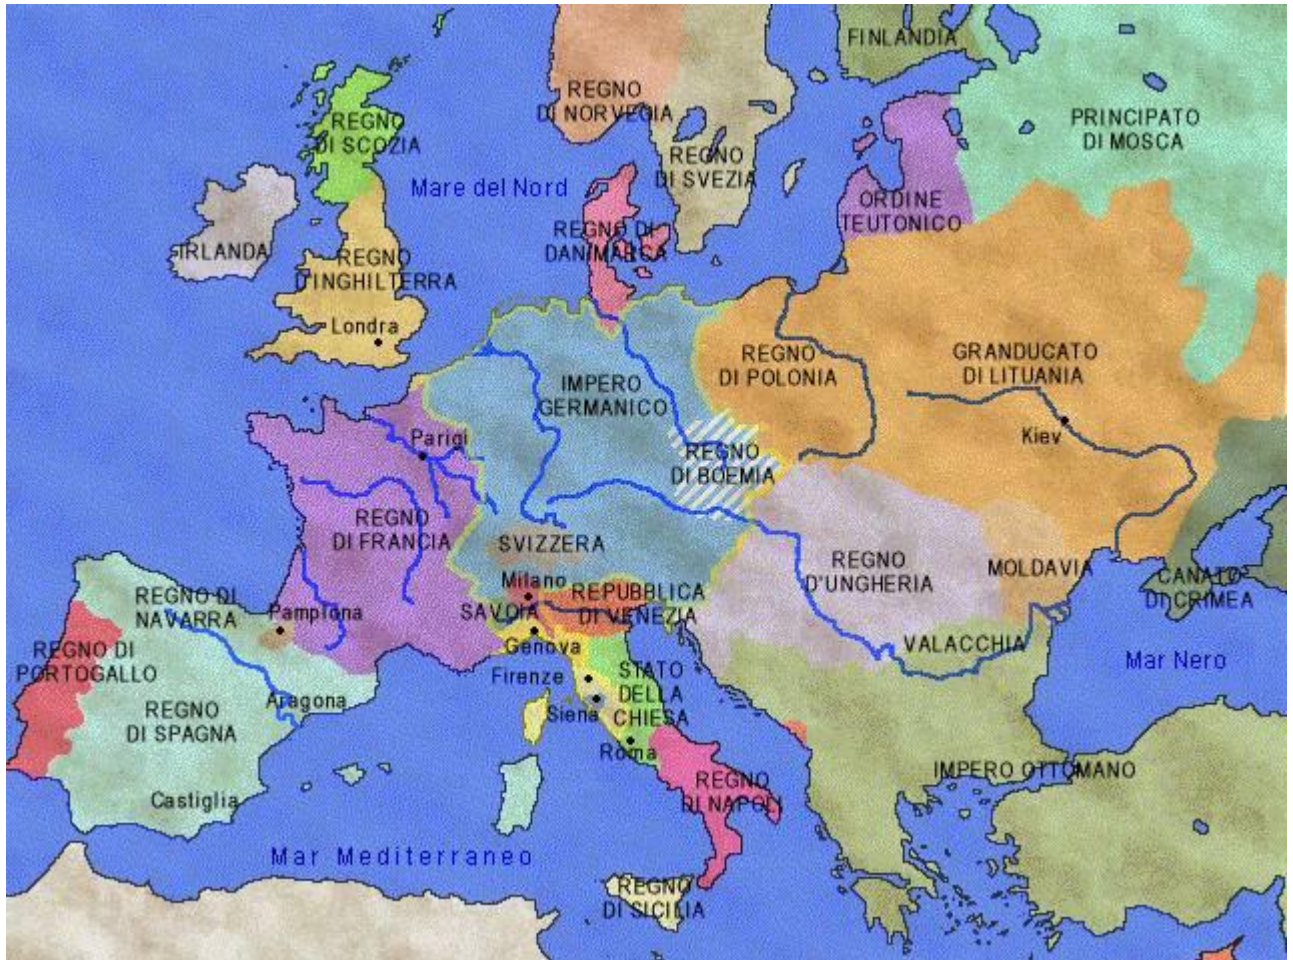 FINLANDIA
REGNO
DI NORVEGIA
PRINCIPATO
DI MOSCA
REGNO
DI SCOZIA
REGNO
DI SVEZIA
Mare del Nord
ORDINE
TEUTONICO
REGNO DI
DANIMARCA
IRLANDA
REGNO
D'INGHILTERRA
Londra
REGNO
DI POLONIA
GRANDUCATO
DI LITUANIA
IMPERO
GERMANICO
Kiev
Parigi
REGNO
DI BOEMIA
REGNO
DI FRANCIA
SVIZZERA
REGNO
D'UNGHERIA
MOLDAVIA
CANATO
DI CRIMEA
Milano
REPUBBLICA
DI VENEZIA
SAVOIA
REGNO DI
NAVARRA
Pamplona
Genova
VALACCHIA
REGNO DI
PORTOGALLO
Mar Nero
Firenze
STATO
DELLA
CHIESA
Aragona
Siena
REGNO
DI SPAGNA
Roma
IMPERO OTTOMANO
REGNO
DI NAPOLI
Castiglia
Mar Mediterraneo
REGNO
DI SICILIA